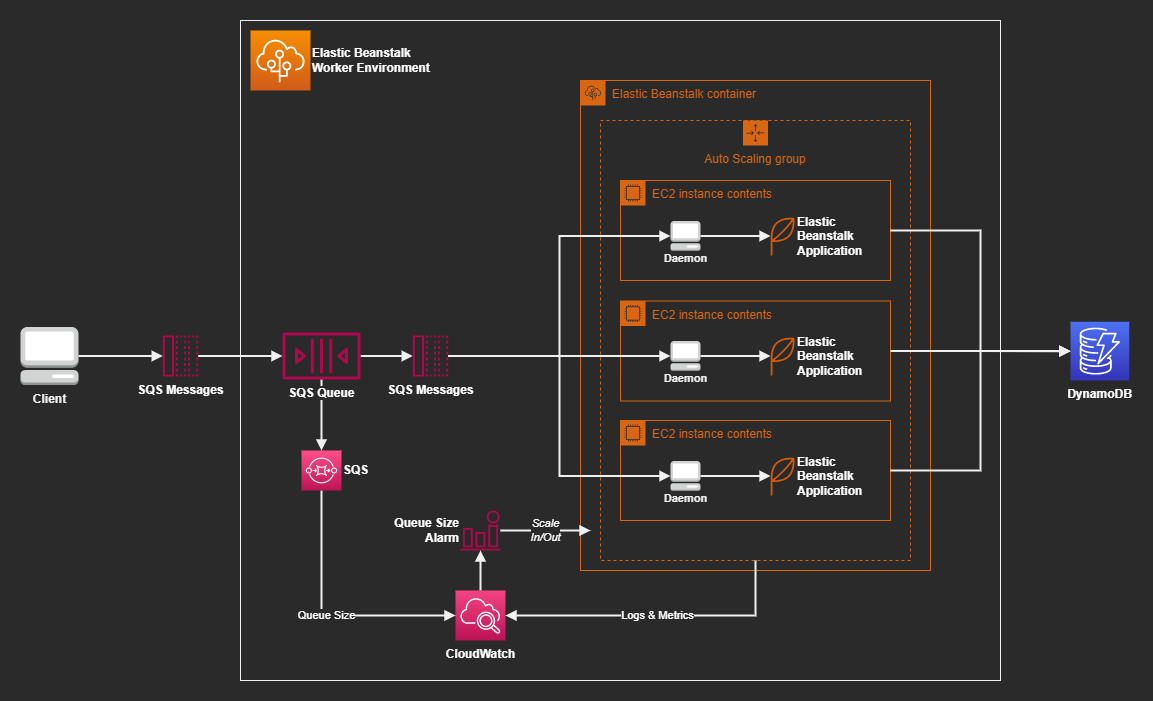 Elastic Beanstalk
Worker Environment
Elastic Beanstalk container
Auto Scaling group
EC2 instance contents
Daemon
Elastic
Beanstalk
Application
EC2 instance contents
Daemon
Elastic
Beanstalk
Application
EC2 instance contents
Daemon
Elastic
Beanstalk
Application
Client
SQS Messages
SQS Queue
SQS Messages
DynamoDB
SQS
Queue Size
Alarm
Scale
In/Out
Queue Size
Logs & Metrics
CloudWatch